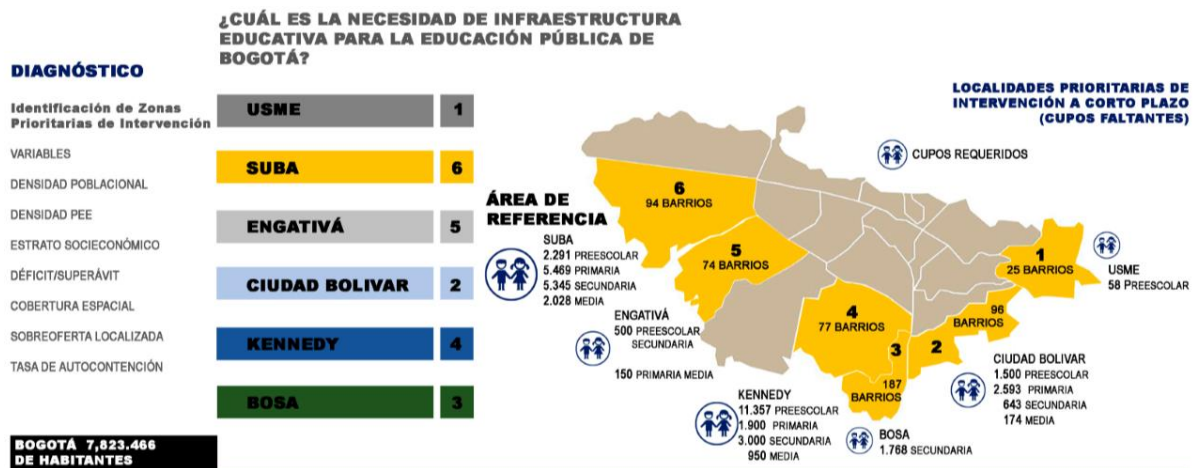 ¿CUÁL ES LA NECESIDAD DE INFRAESTRUCTURA
EDUCATIVA PARA LA EDUCACIÓN PÚBLICA DE
BOGOTÁ?
DIAGNÓSTICO
Identificación de Zonas
Prioritarias de Intervención
VARIABLES
DENSIDAD POBLACIONAL
DENSIDAD PEE
ESTRATO SOCIECONÓMICO
DÉFICIT/SUPERÁVIT
COBERTURA ESPACIAL
SOBREOFERTA LOCALIZADA
TASA DE AUTOCONTENCIÓN
BOGOTÁ 7,823.466
DE HABITANTES
USME 1
SUBA 6
ENGATIVÁ 5
CIUDAD BOLIVAR 2
KENNEDY 4
BOSA 3
LOCALIDADES PRIORITARIAS DE
INTERVENCIÓN A CORTO PLAZO
(CUPOS FALTANTES)
CUPOS REQUERIDOS
ÁREA DE
REFERENCIA
SUBA
2.291 PREESCOLAR
5.469 PRIMARIA
5.345 SECUNDARIA
2.028 MEDIA
6
94 BARRIOS
5
74 BARRIOS
4
77 BARRIOS
3
187
BARRIOS
2
96
BARRIOS
1
25 BARRIOS
USME
58 PREESCOLAR
ENGATIVÁ
500 PREESCOLAR
SECUNDARIA
150 PRIMARIA MEDIA
KENNEDY
11.357 PREESCOLAR
1.900 PRIMARIA
3.000 SECUNDARIA
950 MEDIA
BOSA
1.768 SECUNDARIA
CIUDAD BOLIVAR
1.500 PREESCOLAR
2.593 PRIMARIA
643 SECUNDARIA
174 MEDIA